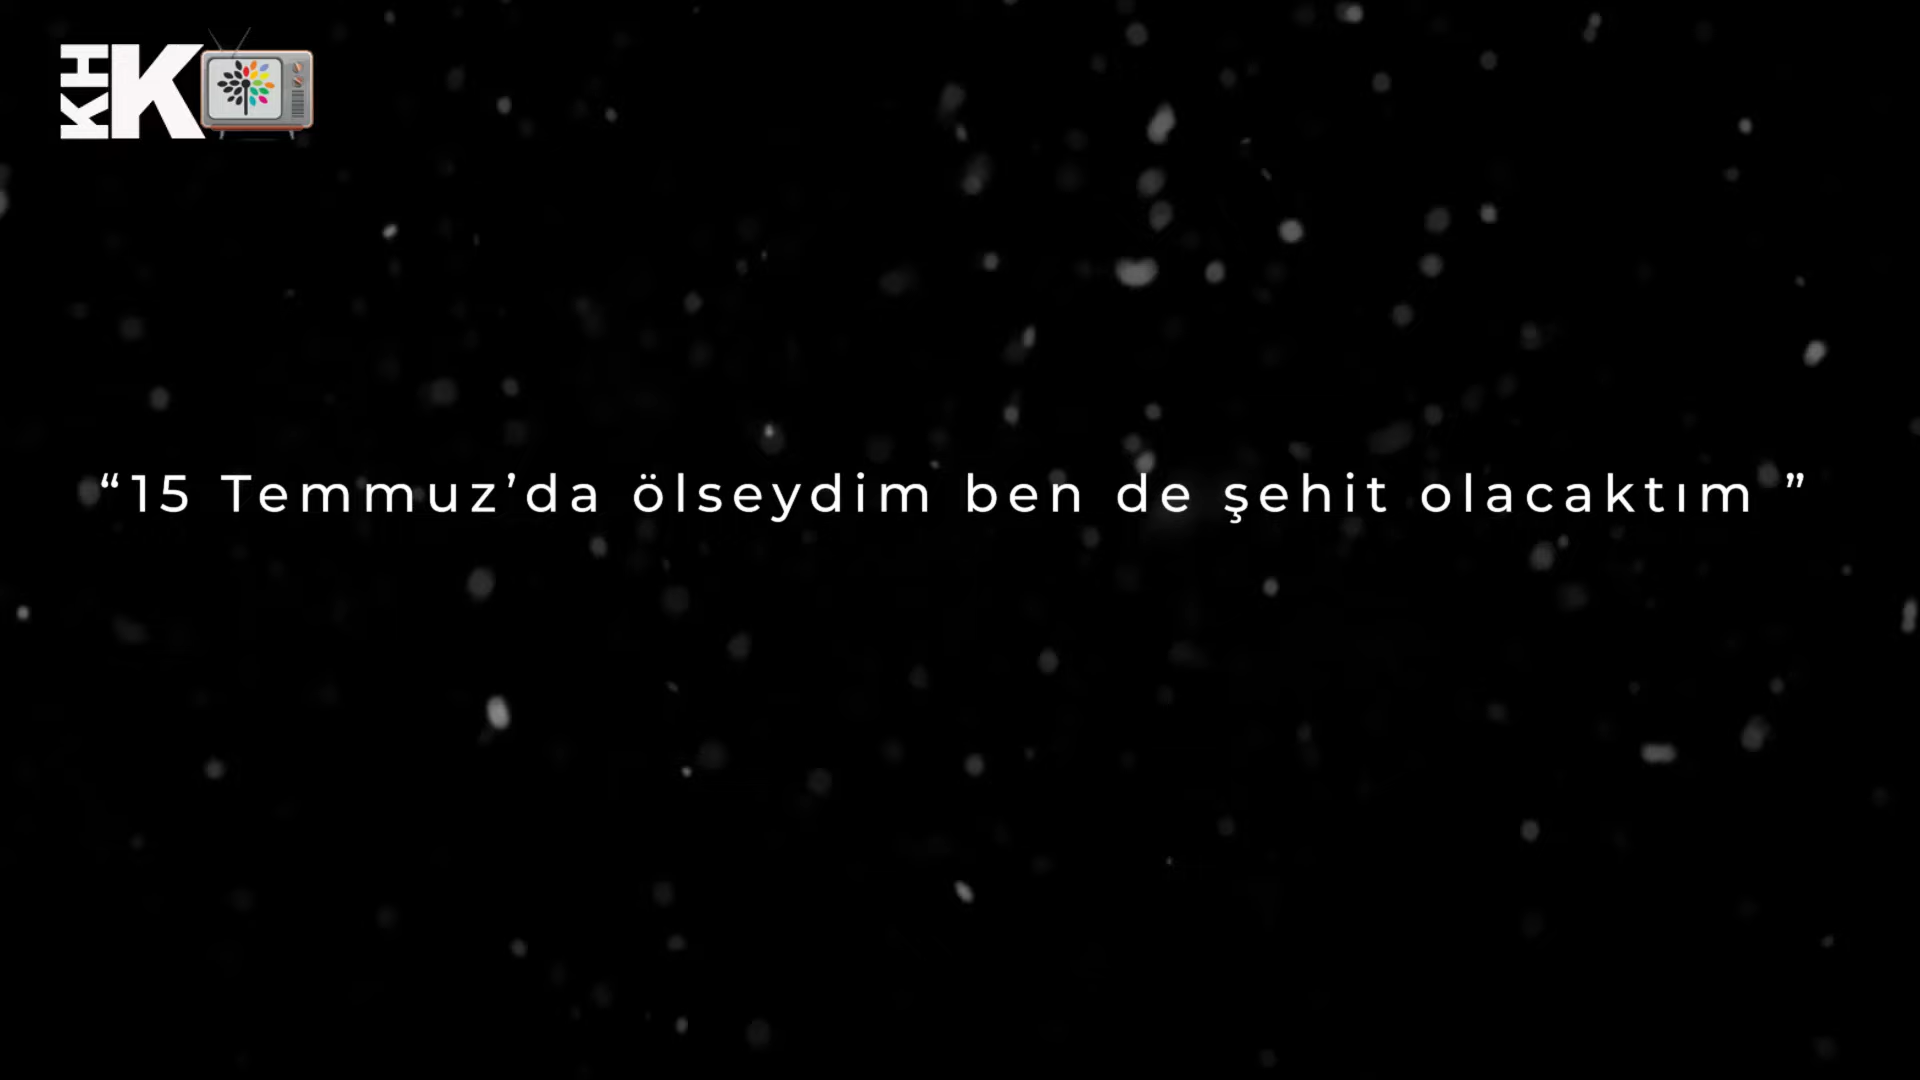 KHK
“15 Temmuz’da ölseydim ben de şehit olacaktım ”